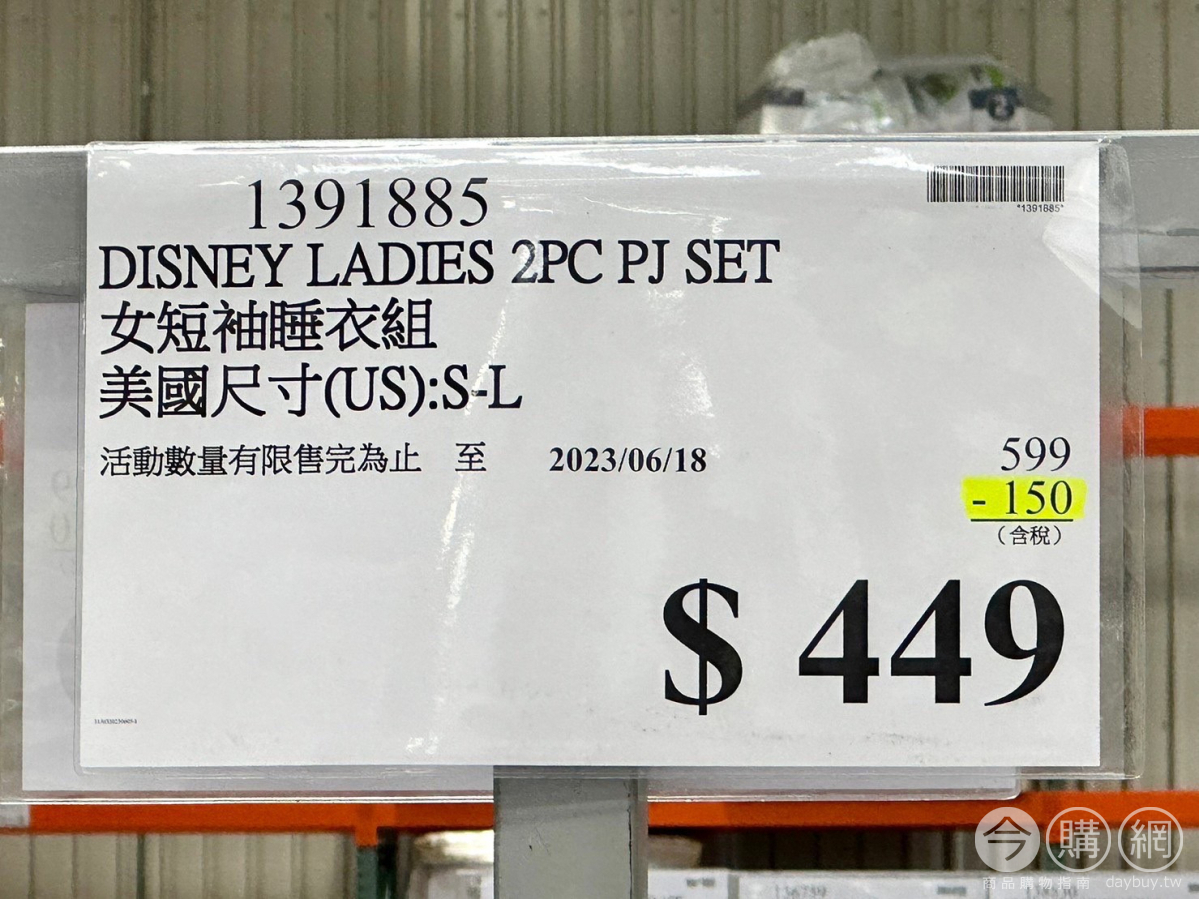 1391885
*1391885*
DISNEY LADIES 2PC PJ SET
女短袖睡衣組
美國尺寸(US):S-L
活動數量有限售完為止 至 2023/06/18
599
- 150
(含稅)
$ 449
今購網
商品購物指南 daybuy.tw